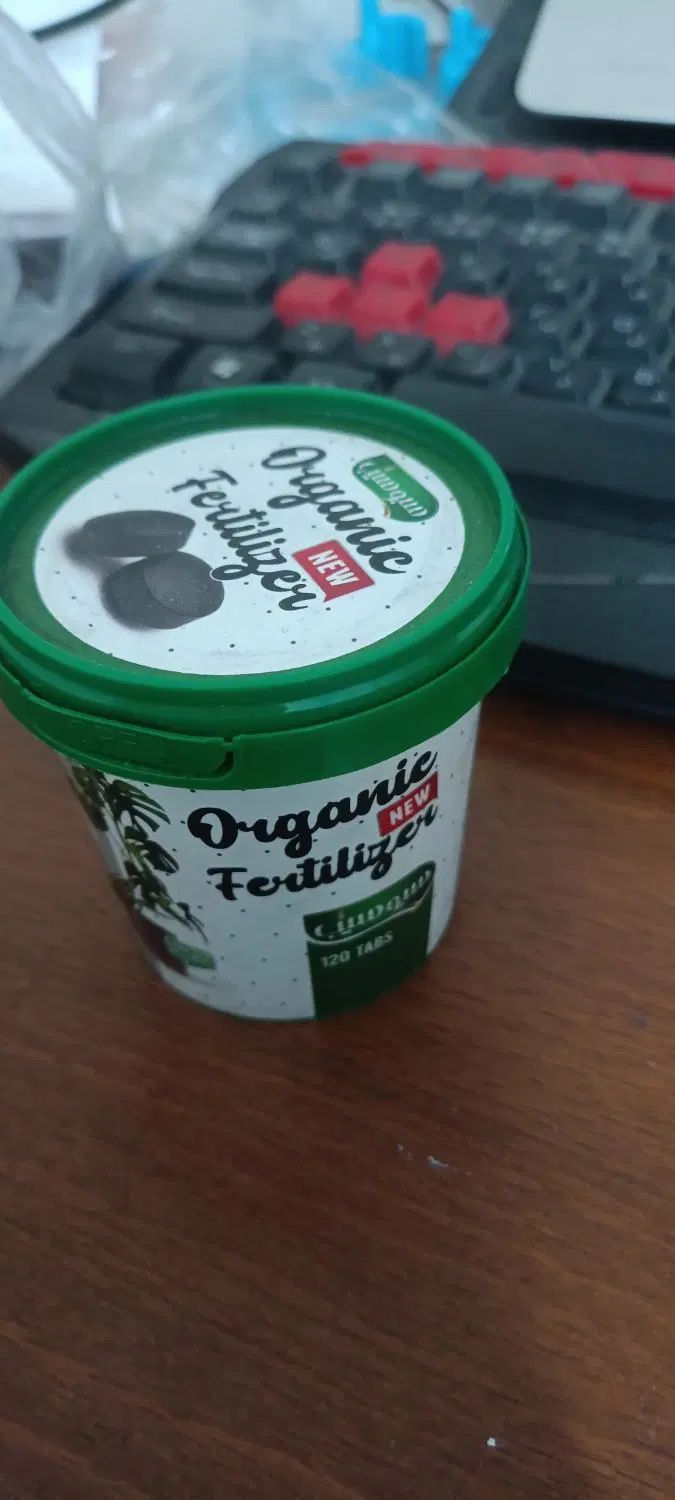 Organic
Fertilizer
NEW
Organic
NEW
Fertilizer
120 TABS